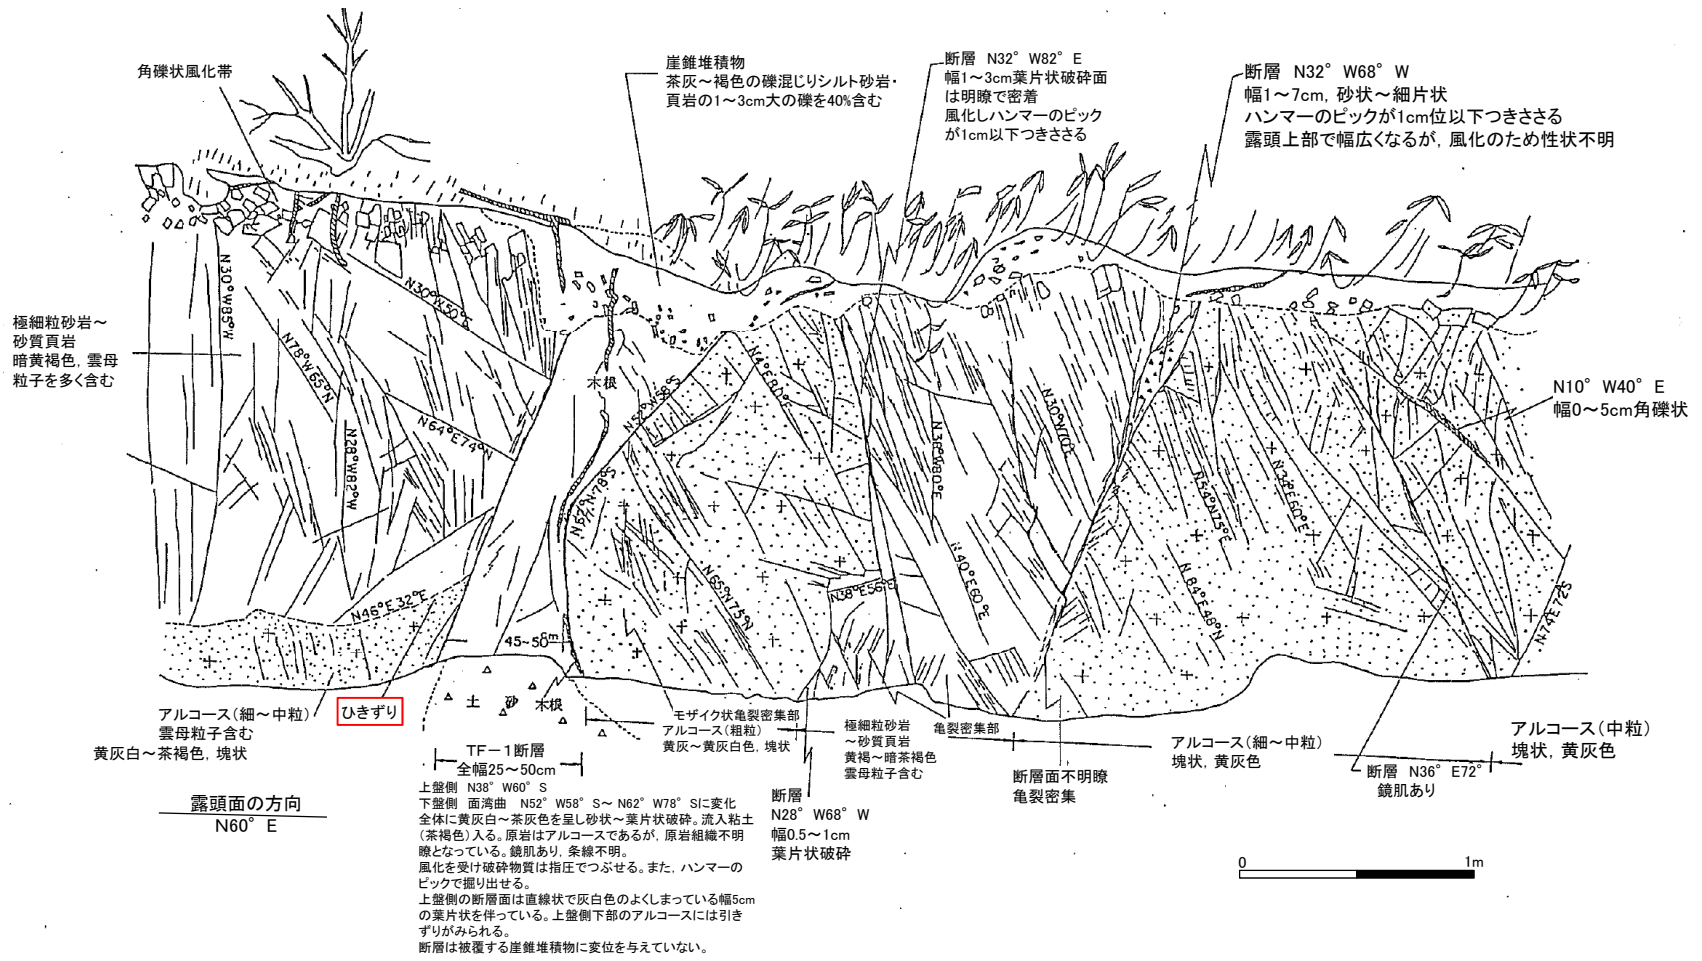 角礫状風化帯
崖錐堆積物
茶灰～褐色の礫混じりシルト砂岩・
頁岩の1～3cm大の礫を40%含む
断層 N32° W82° E
幅1～3cm葉片状破砕面
は明瞭で密着
風化しハンマーのピック
が1cm以下つきささる
断層 N32° W68° W
幅1～7cm, 砂状～細片状
ハンマーのピックが1cm位以下つきささる
露頭上部で幅広くなるが, 風化のため性状不明
極細粒砂岩～
砂質頁岩
暗黄褐色, 雲母
粒子を多く含む
N30°W85°W
N78°W65°N
N28°W82°W
N64°E74°N
N46°E32°E
木根
N52°W58°S
N4°E80°E
N65°N75°N
N38°E56°E
N40°E60°E
N30°W70°E
N54°N75°E
N34°E60°E
N84°E48°N
N74E72S
N10° W40° E
幅0～5cm角礫状
土 砂
木根
ひきずり
アルコース（細～中粒）
雲母粒子含む
黄灰白～茶褐色, 塊状
モザイク状亀裂密集部
アルコース（粗粒）
黄灰～黄灰白色, 塊状
極細粒砂岩
～砂質頁岩
黄褐～暗茶褐色
雲母粒子含む
亀裂密集部
断層面不明瞭
亀裂密集
アルコース（細～中粒）
塊状, 黄灰色
アルコース（中粒）
塊状, 黄灰色
断層 N36° E72°
鏡肌あり
断層
N28° W68° W
幅0.5～1cm
葉片状破砕
TF－1断層
全幅25～50cm
上盤側 N38° W60° S
下盤側 面湾曲 N52° W58° S～ N62° W78° Sに変化
全体に黄灰白～茶灰色を呈し砂状～葉片状破砕。流入粘土
（茶褐色）入る。原岩はアルコースであるが, 原岩組織不明
瞭となっている。鏡肌あり, 条線不明。
風化を受け破砕物質は指圧でつぶせる。また, ハンマーの
ピックで掘り出せる。
上盤側の断層面は直線状で灰白色のよくしまっている幅5cm
の葉片状を伴っている。上盤側下部のアルコースには引き
ずりがみられる。
断層は被覆する崖錐堆積物に変位を与えていない。
露頭面の方向
N60° E
0 1m